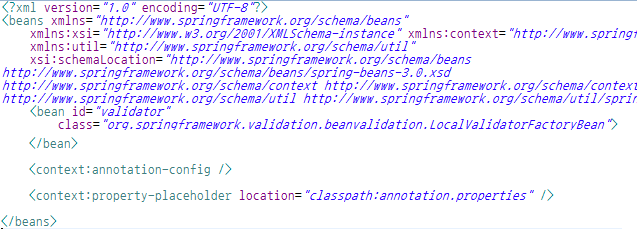 <?xml version="1.0" encoding="UTF-8"?>
<beans xmlns="http://www.springframework.org/schema/beans"
xmlns:xsi="http://www.w3.org/2001/XMLSchema-instance" xmlns:context="http://www.spring
xmlns:util="http://www.springframework.org/schema/util"
xsi:schemaLocation="http://www.springframework.org/schema/beans
http://www.springframework.org/schema/beans/spring-beans-3.0.xsd
http://www.springframework.org/schema/context http://www.springframework.org/schema/context
http://www.springframework.org/schema/util http://www.springframework.org/schema/util/sprin
<bean id="validator"
class="org.springframework.validation.beanvalidation.LocalValidatorFactoryBean">
</bean>
<context:annotation-config />
<context:property-placeholder location="classpath:annotation.properties" />
</beans>